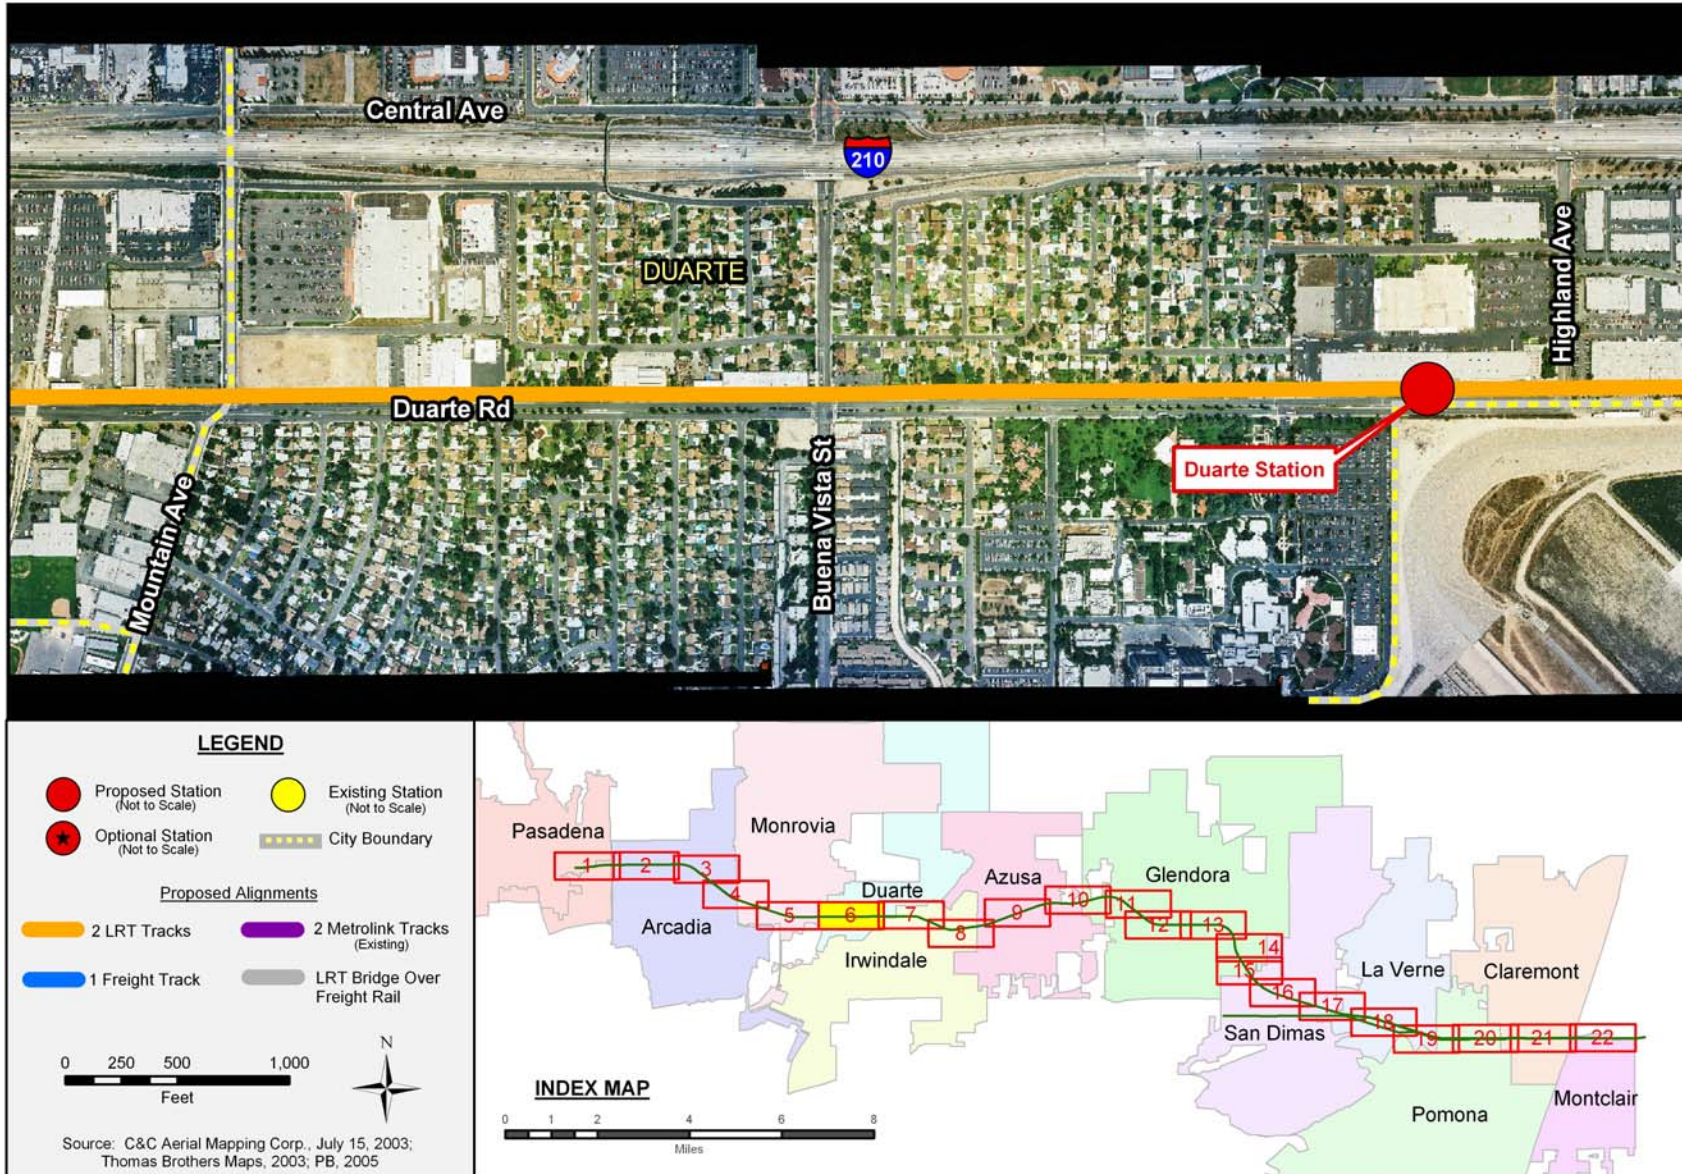 Central Ave
210
DUARTE
Highland Ave
Duarte Rd
Duarte Station
Buena Vista St
Mountain Ave
LEGEND
Proposed Station
(Not to Scale)
Existing Station
(Not to Scale)
Optional Station
(Not to Scale)
City Boundary
Proposed Alignments
2 LRT Tracks
2 Metrolink Tracks
(Existing)
1 Freight Track
LRT Bridge Over
Freight Rail
N
0 250 500 1,000
Feet
Source: C&C Aerial Mapping Corp., July 15, 2003;
Thomas Brothers Maps, 2003; PB, 2005
Pasadena
Monrovia
Arcadia
Duarte
Irwindale
Azusa
Glendora
La Verne
Claremont
San Dimas
Pomona
Montclair
1
2
3
4
5
6
7
8
9
10
11
12
13
14
15
16
17
18
19
20
21
22
INDEX MAP
0 1 2 4 6 8
Miles